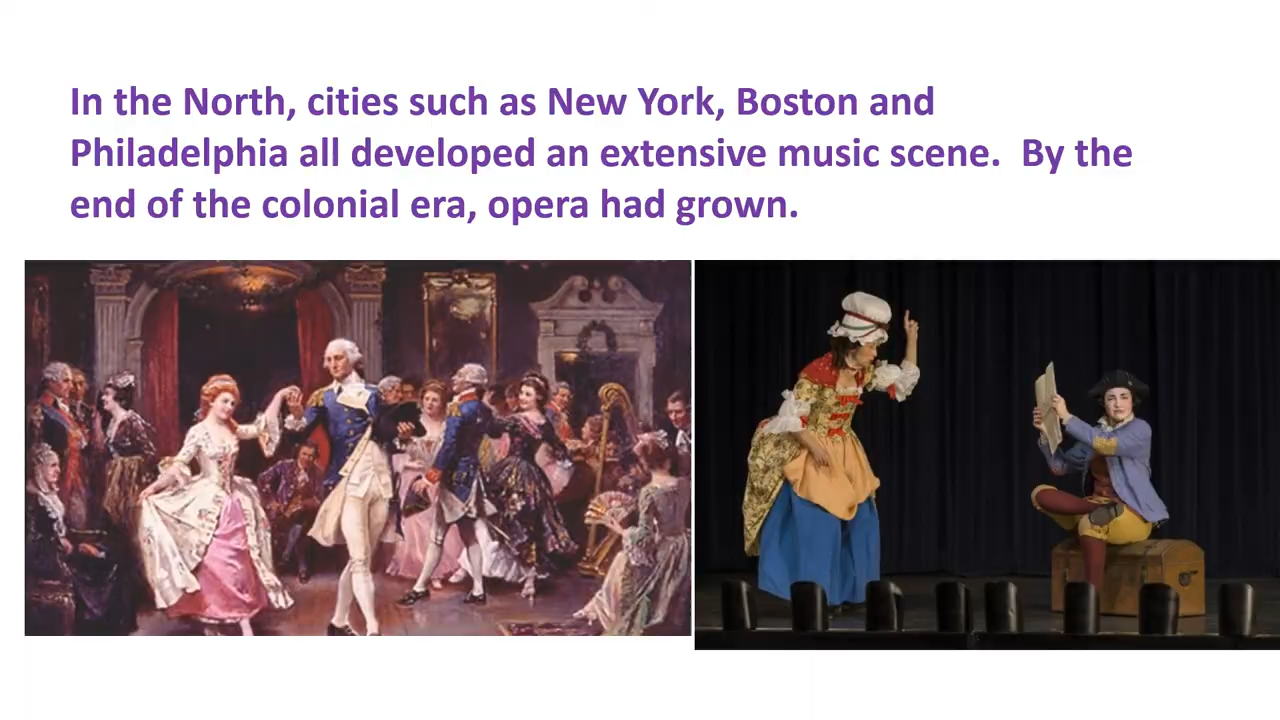 In the North, cities such as New York, Boston and
Philadelphia all developed an extensive music scene.  By the
end of the colonial era, opera had grown.